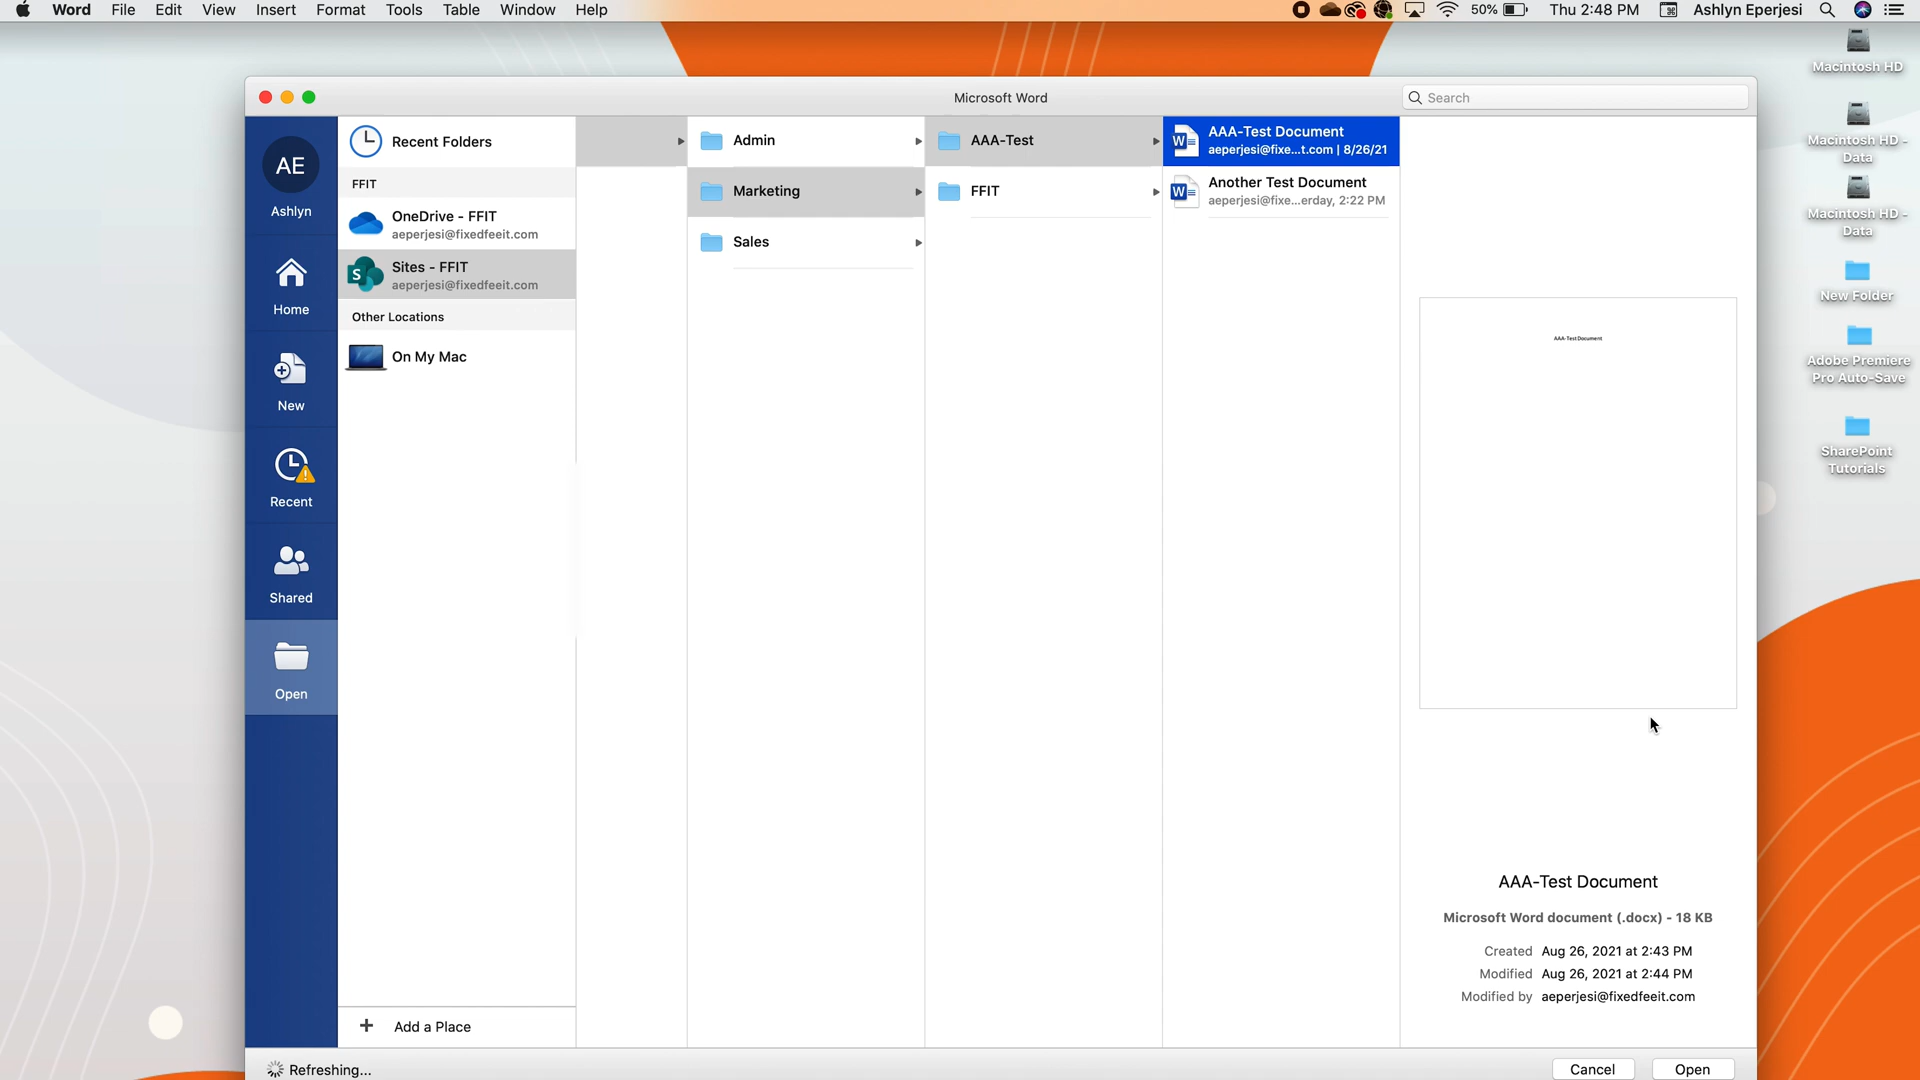 Word File Edit View Insert Format Tools Table Window Help 50% Thu 2:48 PM Ashlyn Eperjesi
Macintosh HD
Macintosh HD -
Data
Macintosh HD -
Data
New Folder
Adobe Premiere
Pro Auto-Save
SharePoint
Tutorials
Microsoft Word
Search
AE
Ashlyn
Home
New
Recent
Shared
Open
Recent Folders
FFIT
OneDrive - FFIT
aeperjesi@fixedfeeit.com
S
Sites - FFIT
aeperjesi@fixedfeeit.com
Other Locations
On My Mac
+ Add a Place
Admin
Marketing
Sales
AAA-Test
FFIT
W
AAA-Test Document
aeperjesi@fixe...t.com | 8/26/21
W
Another Test Document
aeperjesi@fixe...erday, 2:22 PM
AAA-Test Document
AAA-Test Document
Microsoft Word document (.docx) - 18 KB
Created Aug 26, 2021 at 2:43 PM
Modified Aug 26, 2021 at 2:44 PM
Modified by aeperjesi@fixedfeeit.com
Refreshing...
Cancel
Open